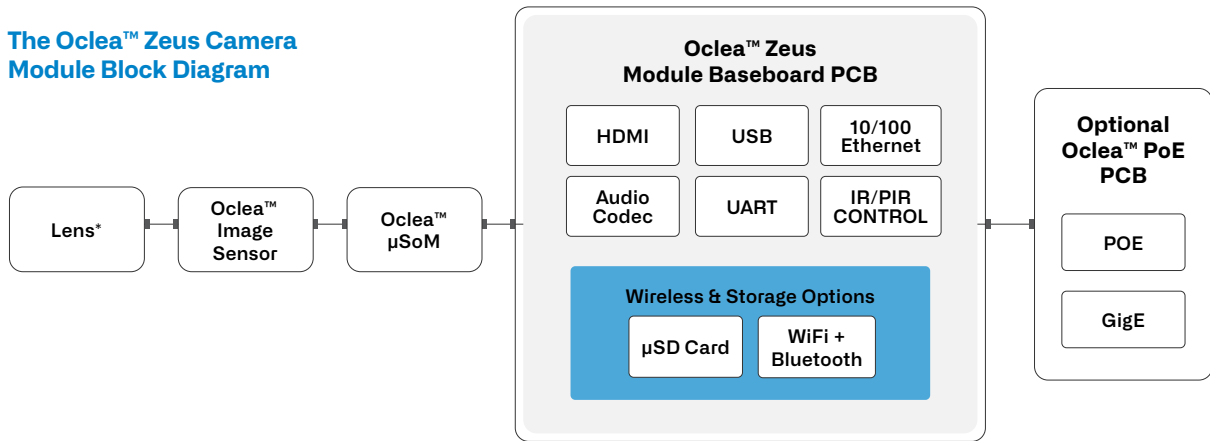 The Oclea™ Zeus Camera
Module Block Diagram
Lens*
Oclea™
Image
Sensor
Oclea™
µSoM
Oclea™ Zeus
Module Baseboard PCB
HDMI
USB
10/100
Ethernet
Audio
Codec
UART
IR/PIR
CONTROL
Wireless & Storage Options
µSD Card
WiFi +
Bluetooth
Optional
Oclea™ PoE
PCB
POE
GigE